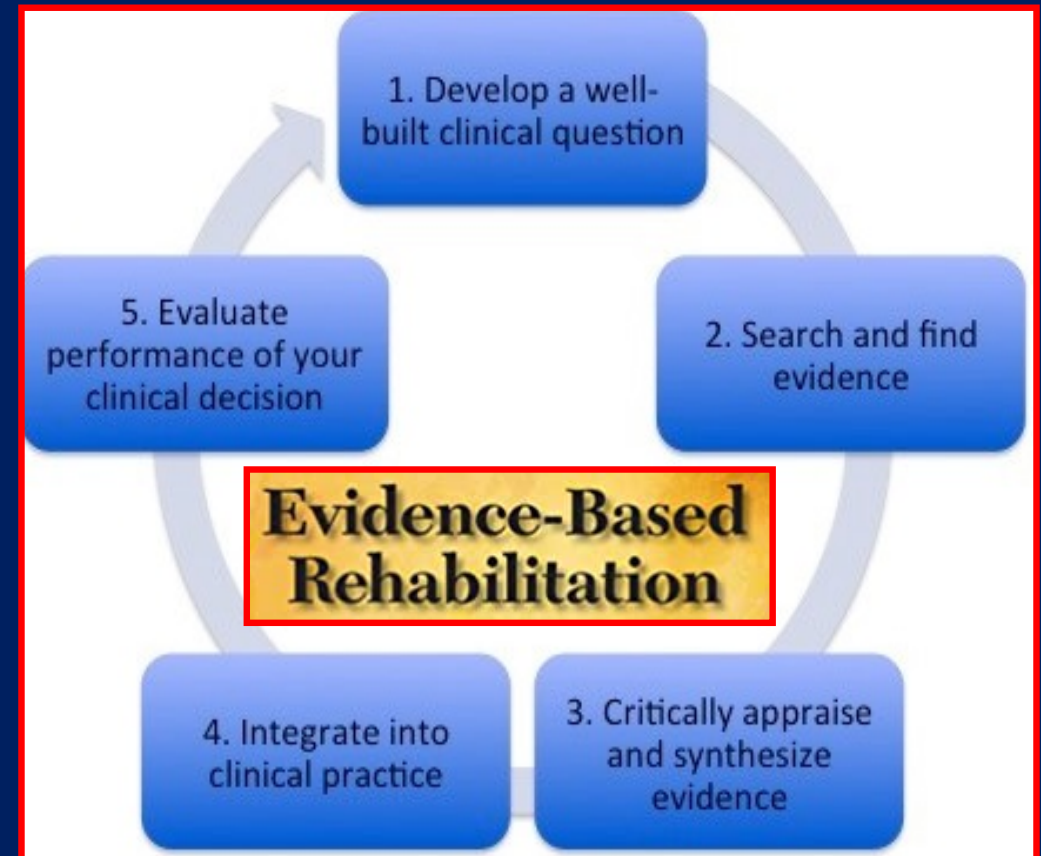 1. Develop a well-
built clinical question
2. Search and find
evidence
3. Critically appraise
and synthesize
evidence
4. Integrate into
clinical practice
5. Evaluate
performance of your
clinical decision
Evidence-Based
Rehabilitation